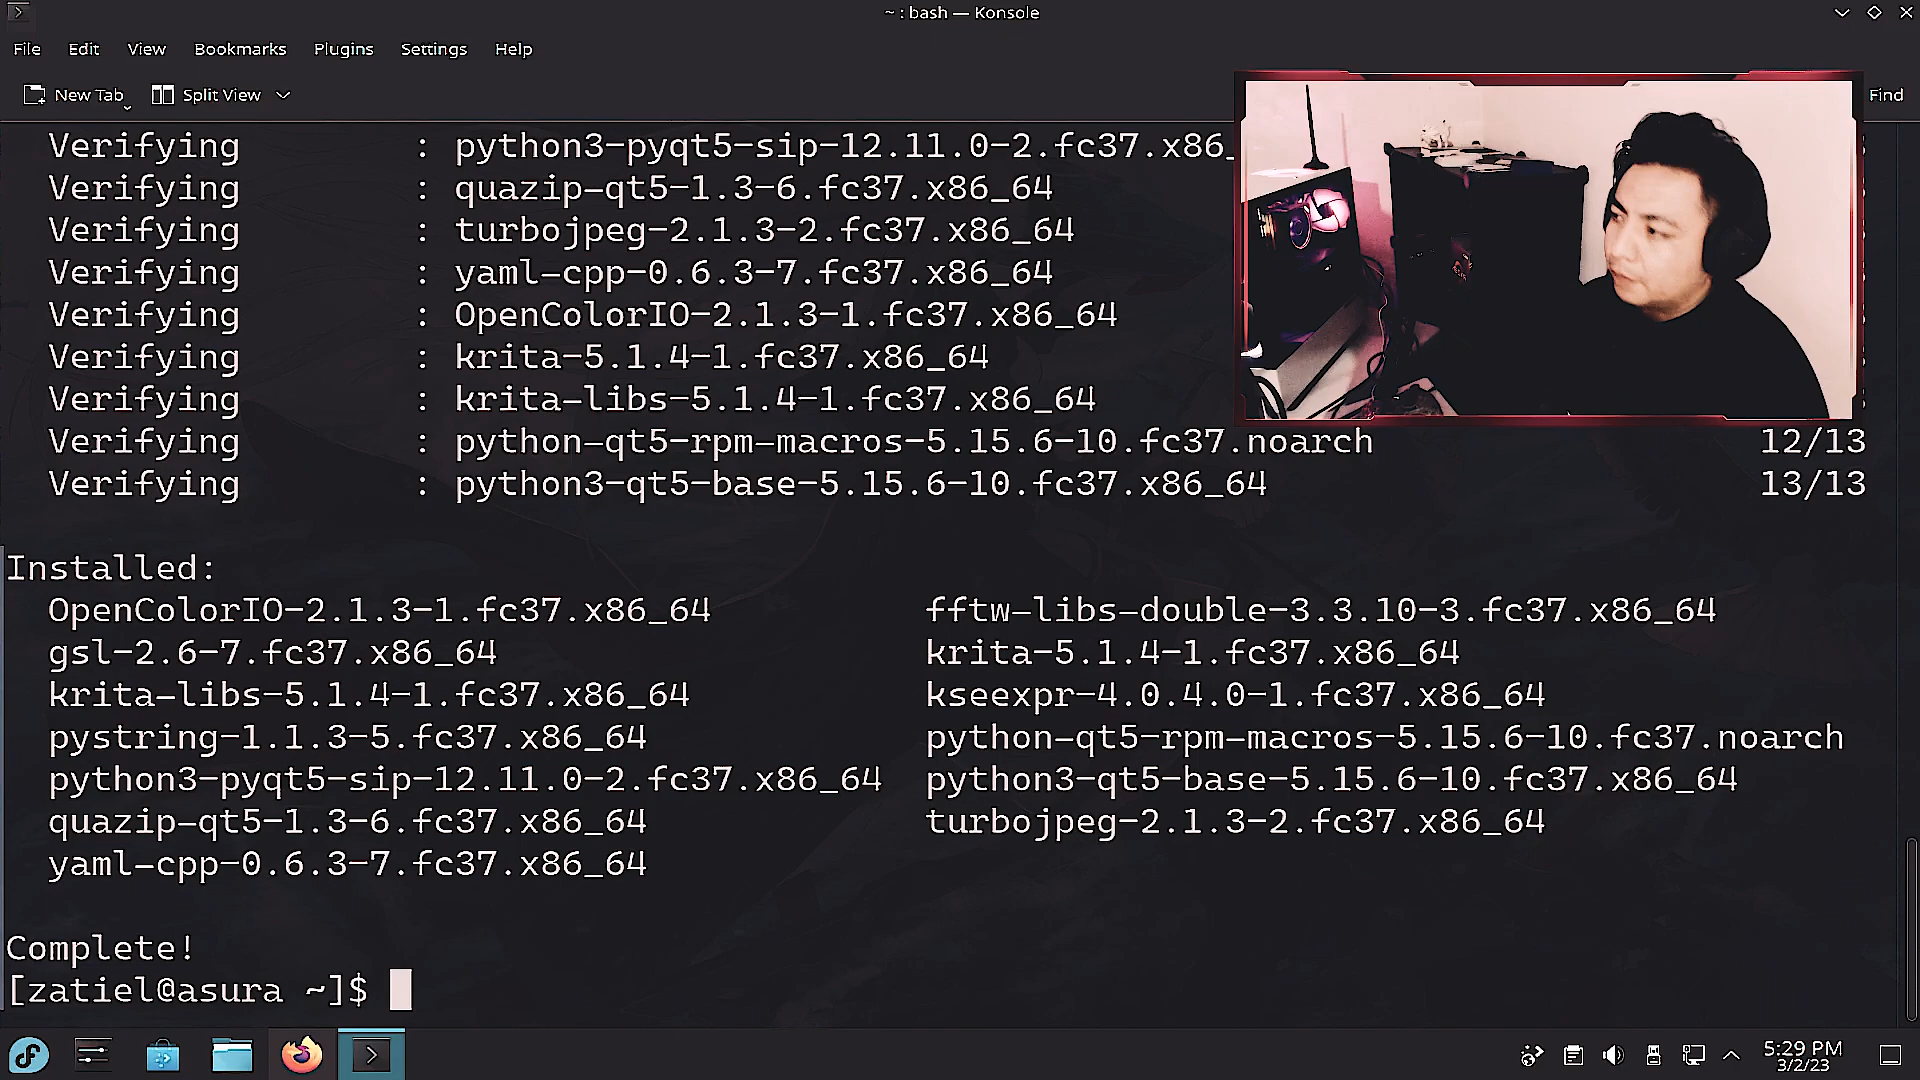 ~ : bash — Konsole
File Edit View Bookmarks Plugins Settings Help
New Tab Split View Find
Verifying : python3-pyqt5-sip-12.11.0-2.fc37.x86_
Verifying : quazip-qt5-1.3-6.fc37.x86_64
Verifying : turbojpeg-2.1.3-2.fc37.x86_64
Verifying : yaml-cpp-0.6.3-7.fc37.x86_64
Verifying : OpenColorIO-2.1.3-1.fc37.x86_64
Verifying : krita-5.1.4-1.fc37.x86_64
Verifying : krita-libs-5.1.4-1.fc37.x86_64
Verifying : python-qt5-rpm-macros-5.15.6-10.fc37.noarch 12/13
Verifying : python3-qt5-base-5.15.6-10.fc37.x86_64 13/13
Installed:
OpenColorIO-2.1.3-1.fc37.x86_64 fftw-libs-double-3.3.10-3.fc37.x86_64
gsl-2.6-7.fc37.x86_64 krita-5.1.4-1.fc37.x86_64
krita-libs-5.1.4-1.fc37.x86_64 kseexpr-4.0.4.0-1.fc37.x86_64
pystring-1.1.3-5.fc37.x86_64 python-qt5-rpm-macros-5.15.6-10.fc37.noarch
python3-pyqt5-sip-12.11.0-2.fc37.x86_64 python3-qt5-base-5.15.6-10.fc37.x86_64
quazip-qt5-1.3-6.fc37.x86_64 turbojpeg-2.1.3-2.fc37.x86_64
yaml-cpp-0.6.3-7.fc37.x86_64
Complete!
[zatiel@asura ~]$
5:29 PM
3/2/23